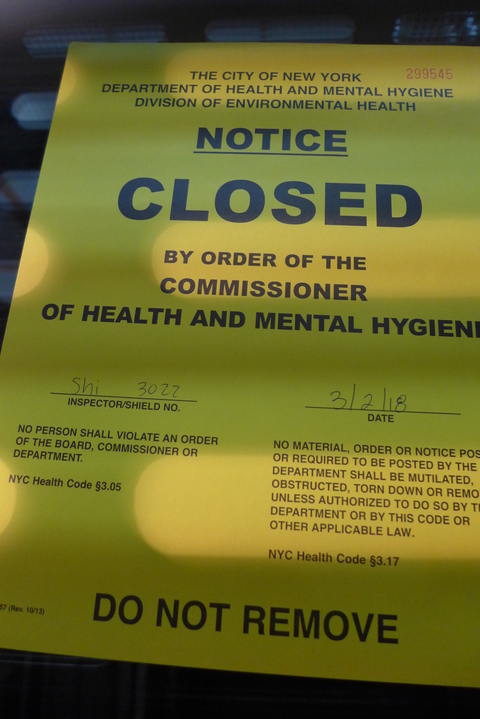 THE CITY OF NEW YORK 299545
DEPARTMENT OF HEALTH AND MENTAL HYGIENE
DIVISION OF ENVIRONMENTAL HEALTH
NOTICE
CLOSED
BY ORDER OF THE
COMMISSIONER
OF HEALTH AND MENTAL HYGIEN
Shi 3022
INSPECTOR/SHIELD NO.
3/2/18
DATE
NO PERSON SHALL VIOLATE AN ORDER
OF THE BOARD, COMMISSIONER OR
DEPARTMENT.
NYC Health Code §3.05
NO MATERIAL, ORDER OR NOTICE POS
OR REQUIRED TO BE POSTED BY THE
DEPARTMENT SHALL BE MUTILATED,
OBSTRUCTED, TORN DOWN OR REMO
UNLESS AUTHORIZED TO DO SO BY T
DEPARTMENT OR BY THIS CODE OR
OTHER APPLICABLE LAW.
NYC Health Code §3.17
57 (Rev. 10/13)
DO NOT REMOVE